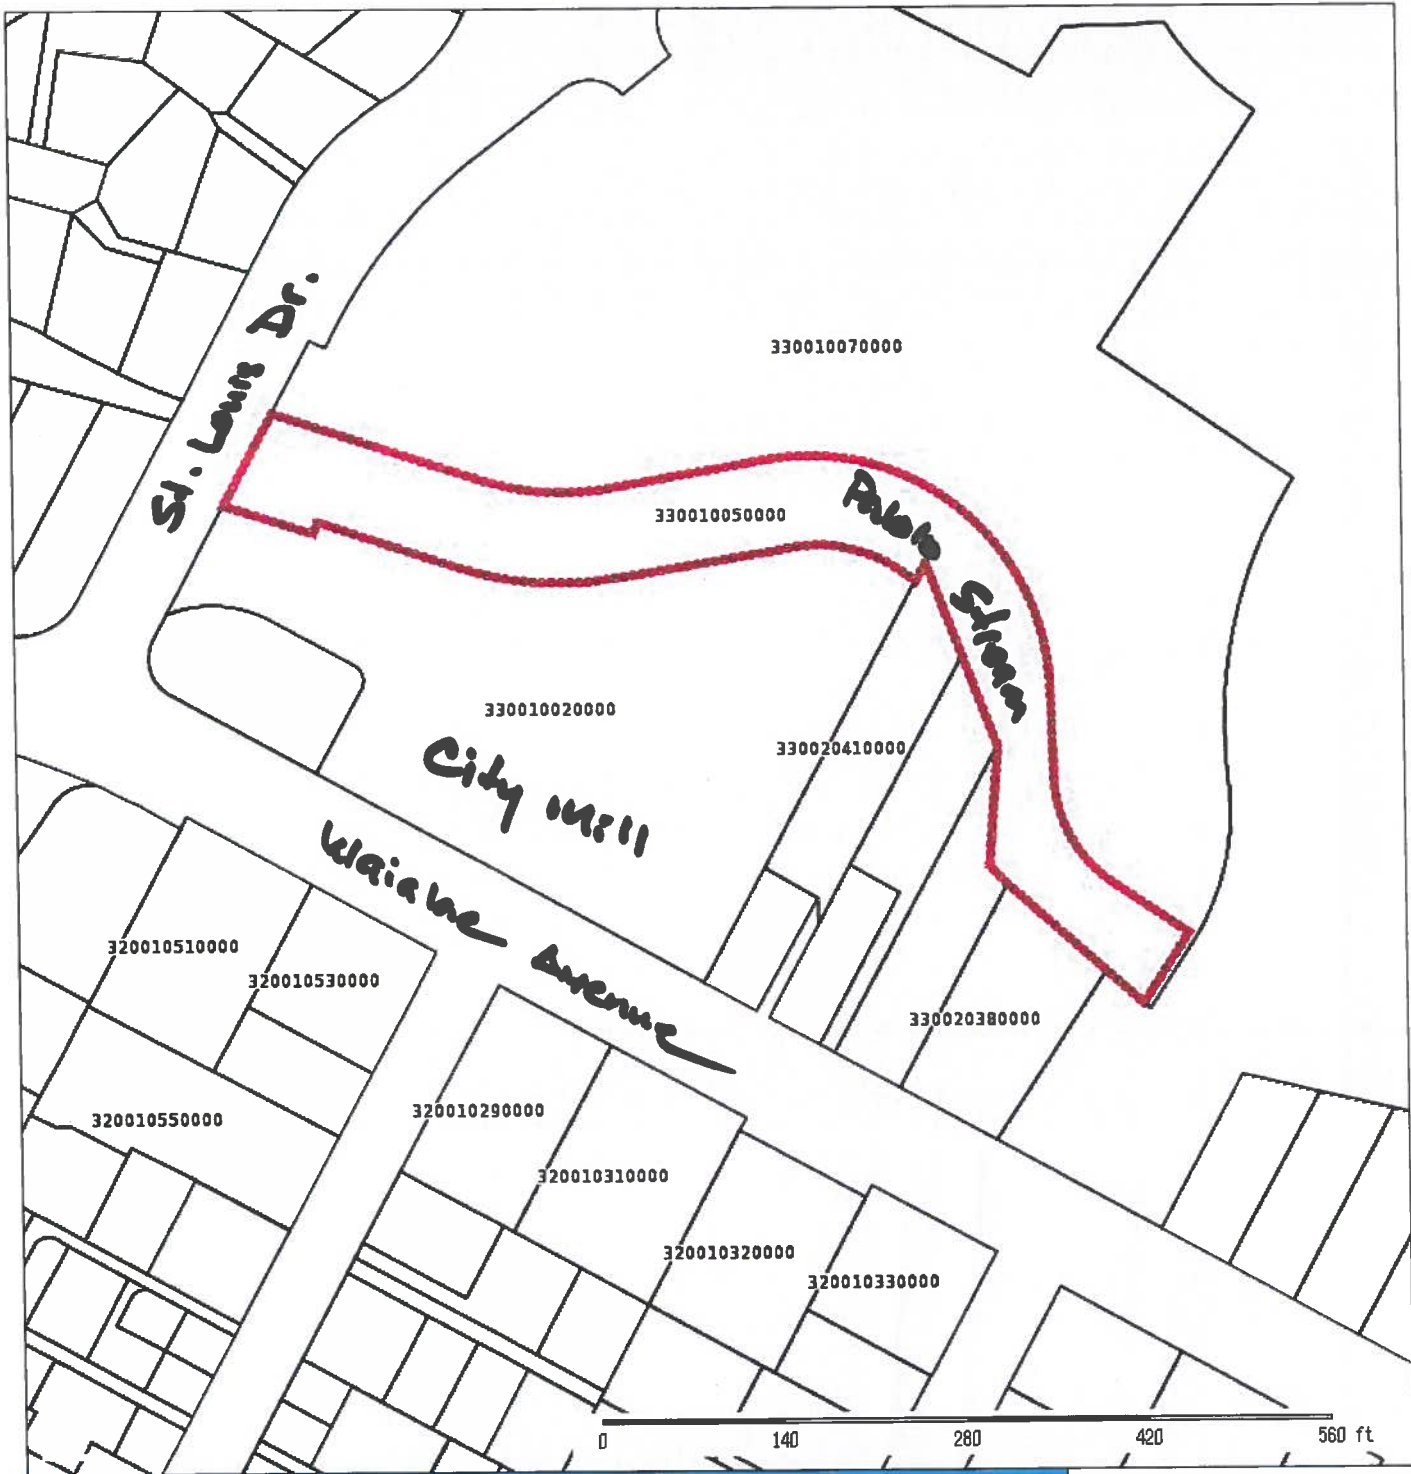 St. Louis Dr.
330010070000
330010050000
Palolo
Stream
330010020000
330020410000
City Mill
Waialae Avenue
320010510000
320010530000
330020380000
320010550000
320010290000
320010310000
320010320000
320010330000
0 140 280 420 560 ft